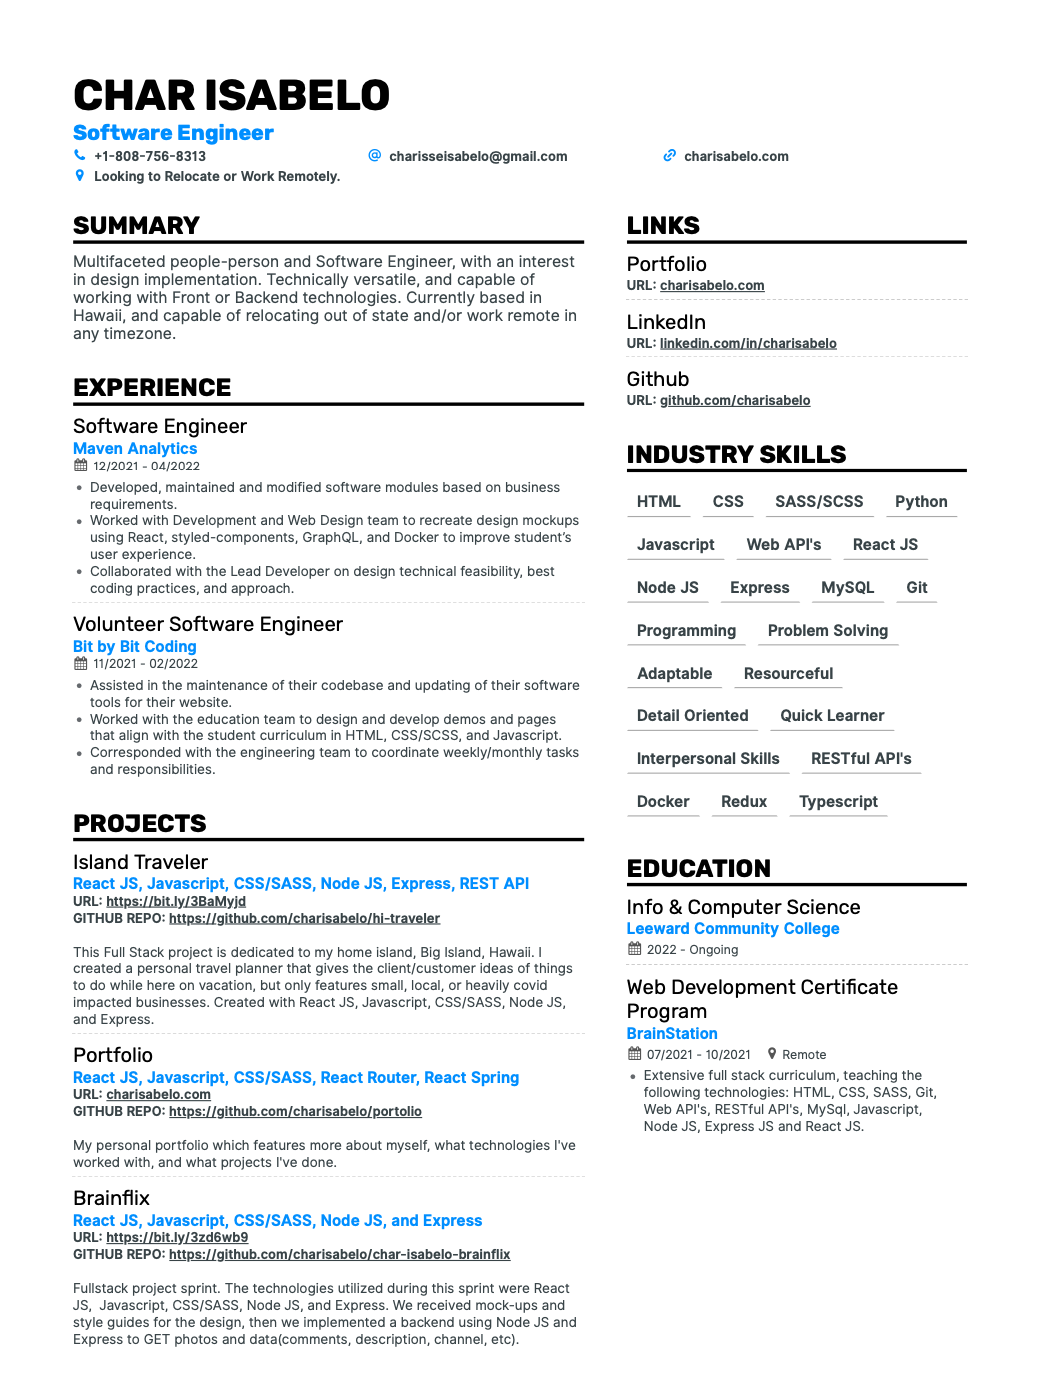 CHAR ISABELO
Software Engineer
+1-808-756-8313
charisseisabelo@gmail.com
charisabelo.com
Looking to Relocate or Work Remotely.
SUMMARY
Multifaceted people-person and Software Engineer, with an interest
in design implementation. Technically versatile, and capable of
working with Front or Backend technologies. Currently based in
Hawaii, and capable of relocating out of state and/or work remote in
any timezone.
EXPERIENCE
Software Engineer
Maven Analytics
12/2021 - 04/2022
• Developed, maintained and modified software modules based on business
requirements.
• Worked with Development and Web Design team to recreate design mockups
using React, styled-components, GraphQL, and Docker to improve student’s
user experience.
• Collaborated with the Lead Developer on design technical feasibility, best
coding practices, and approach.
Volunteer Software Engineer
Bit by Bit Coding
11/2021 - 02/2022
• Assisted in the maintenance of their codebase and updating of their software
tools for their website.
• Worked with the education team to design and develop demos and pages
that align with the student curriculum in HTML, CSS/SCSS, and Javascript.
• Corresponded with the engineering team to coordinate weekly/monthly tasks
and responsibilities.
PROJECTS
Island Traveler
React JS, Javascript, CSS/SASS, Node JS, Express, REST API
URL: https://bit.ly/3BaMyjd
GITHUB REPO: https://github.com/charisabelo/hi-traveler
This Full Stack project is dedicated to my home island, Big Island, Hawaii. I
created a personal travel planner that gives the client/customer ideas of things
to do while here on vacation, but only features small, local, or heavily covid
impacted businesses. Created with React JS, Javascript, CSS/SASS, Node JS,
and Express.
Portfolio
React JS, Javascript, CSS/SASS, React Router, React Spring
URL: charisabelo.com
GITHUB REPO: https://github.com/charisabelo/portolio
My personal portfolio which features more about myself, what technologies I've
worked with, and what projects I've done.
Brainflix
React JS, Javascript, CSS/SASS, Node JS, and Express
URL: https://bit.ly/3zd6wb9
GITHUB REPO: https://github.com/charisabelo/char-isabelo-brainflix
Fullstack project sprint. The technologies utilized during this sprint were React
JS,  Javascript, CSS/SASS, Node JS, and Express. We received mock-ups and
style guides for the design, then we implemented a backend using Node JS and
Express to GET photos and data(comments, description, channel, etc).
LINKS
Portfolio
URL: charisabelo.com
LinkedIn
URL: linkedin.com/in/charisabelo
Github
URL: github.com/charisabelo
INDUSTRY SKILLS
HTML CSS SASS/SCSS Python
Javascript Web API's React JS
Node JS Express MySQL Git
Programming Problem Solving
Adaptable Resourceful
Detail Oriented Quick Learner
Interpersonal Skills RESTful API's
Docker Redux Typescript
EDUCATION
Info & Computer Science
Leeward Community College
2022 - Ongoing
Web Development Certificate
Program
BrainStation
07/2021 - 10/2021 Remote
• Extensive full stack curriculum, teaching the
following technologies: HTML, CSS, SASS, Git,
Web API's, RESTful API's, MySql, Javascript,
Node JS, Express JS and React JS.